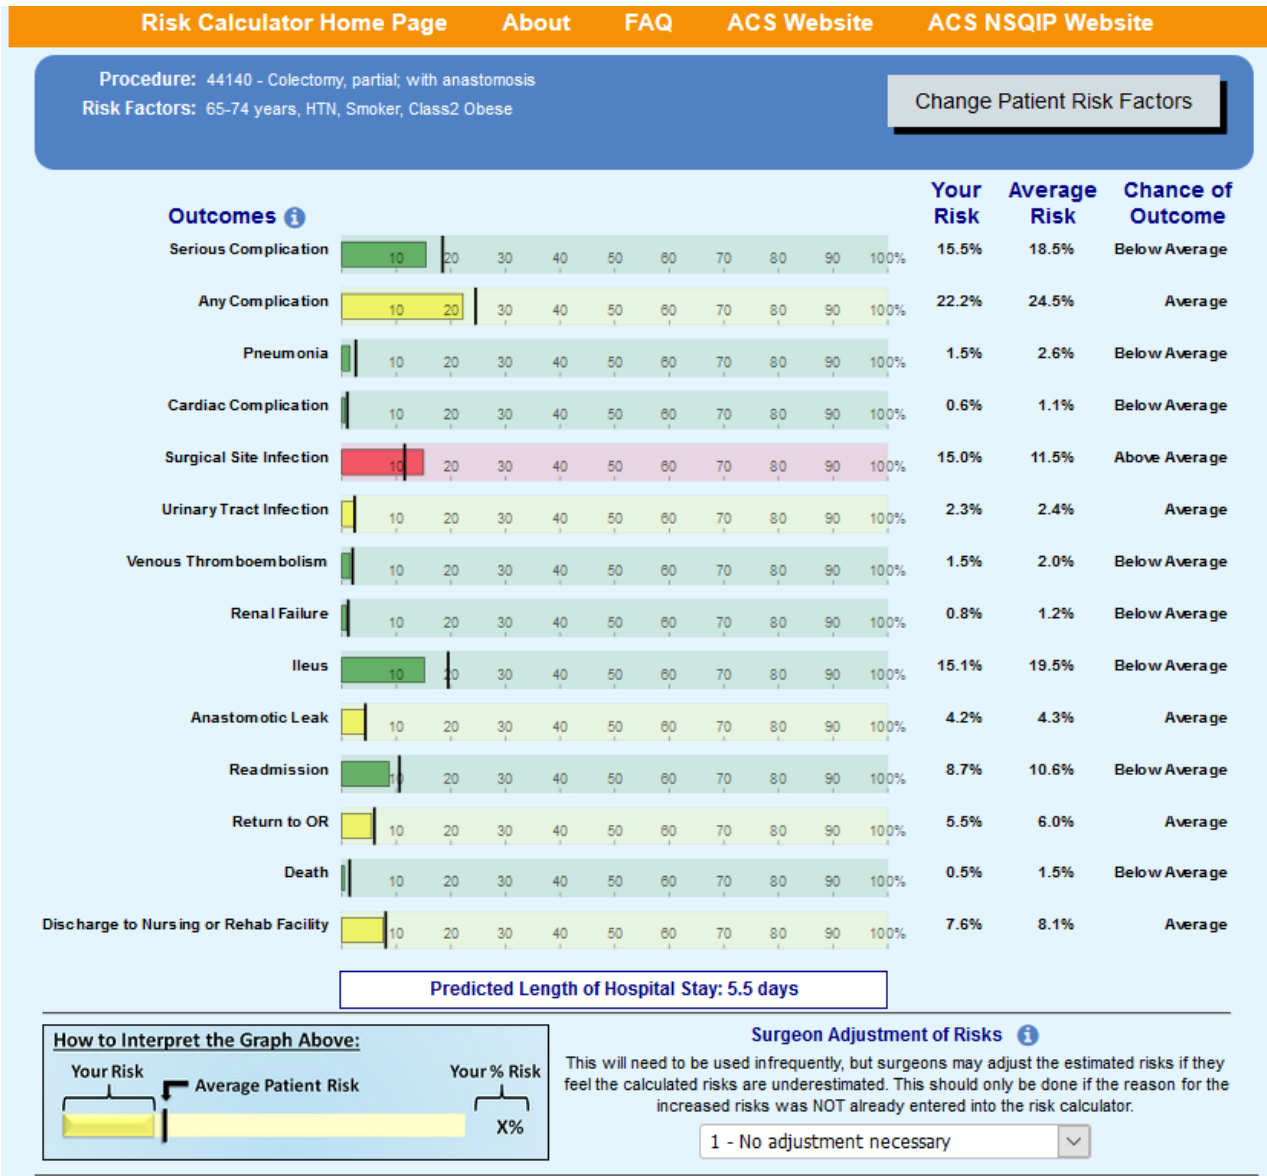 Risk Calculator Home Page About FAQ ACS Website ACS NSQIP Website
Procedure: 44140 - Colectomy, partial; with anastomosis
Risk Factors: 65-74 years, HTN, Smoker, Class2 Obese
Change Patient Risk Factors
Outcomes i Your Risk Average Risk Chance of Outcome
Serious Complication 10 20 30 40 50 60 70 80 90 100% 15.5% 18.5% Below Average
Any Complication 10 20 30 40 50 60 70 80 90 100% 22.2% 24.5% Average
Pneumonia 10 20 30 40 50 60 70 80 90 100% 1.5% 2.6% Below Average
Cardiac Complication 10 20 30 40 50 60 70 80 90 100% 0.6% 1.1% Below Average
Surgical Site Infection 10 20 30 40 50 60 70 80 90 100% 15.0% 11.5% Above Average
Urinary Tract Infection 10 20 30 40 50 60 70 80 90 100% 2.3% 2.4% Average
Venous Thromboembolism 10 20 30 40 50 60 70 80 90 100% 1.5% 2.0% Below Average
Renal Failure 10 20 30 40 50 60 70 80 90 100% 0.8% 1.2% Below Average
Ileus 10 20 30 40 50 60 70 80 90 100% 15.1% 19.5% Below Average
Anastomotic Leak 10 20 30 40 50 60 70 80 90 100% 4.2% 4.3% Average
Readmission 10 20 30 40 50 60 70 80 90 100% 8.7% 10.6% Below Average
Return to OR 10 20 30 40 50 60 70 80 90 100% 5.5% 6.0% Average
Death 10 20 30 40 50 60 70 80 90 100% 0.5% 1.5% Below Average
Discharge to Nursing or Rehab Facility 10 20 30 40 50 60 70 80 90 100% 7.6% 8.1% Average
Predicted Length of Hospital Stay: 5.5 days
How to Interpret the Graph Above:
Your Risk Average Patient Risk Your % Risk
X%
Surgeon Adjustment of Risks i
This will need to be used infrequently, but surgeons may adjust the estimated risks if they
feel the calculated risks are underestimated. This should only be done if the reason for the
increased risks was NOT already entered into the risk calculator.
1 - No adjustment necessary